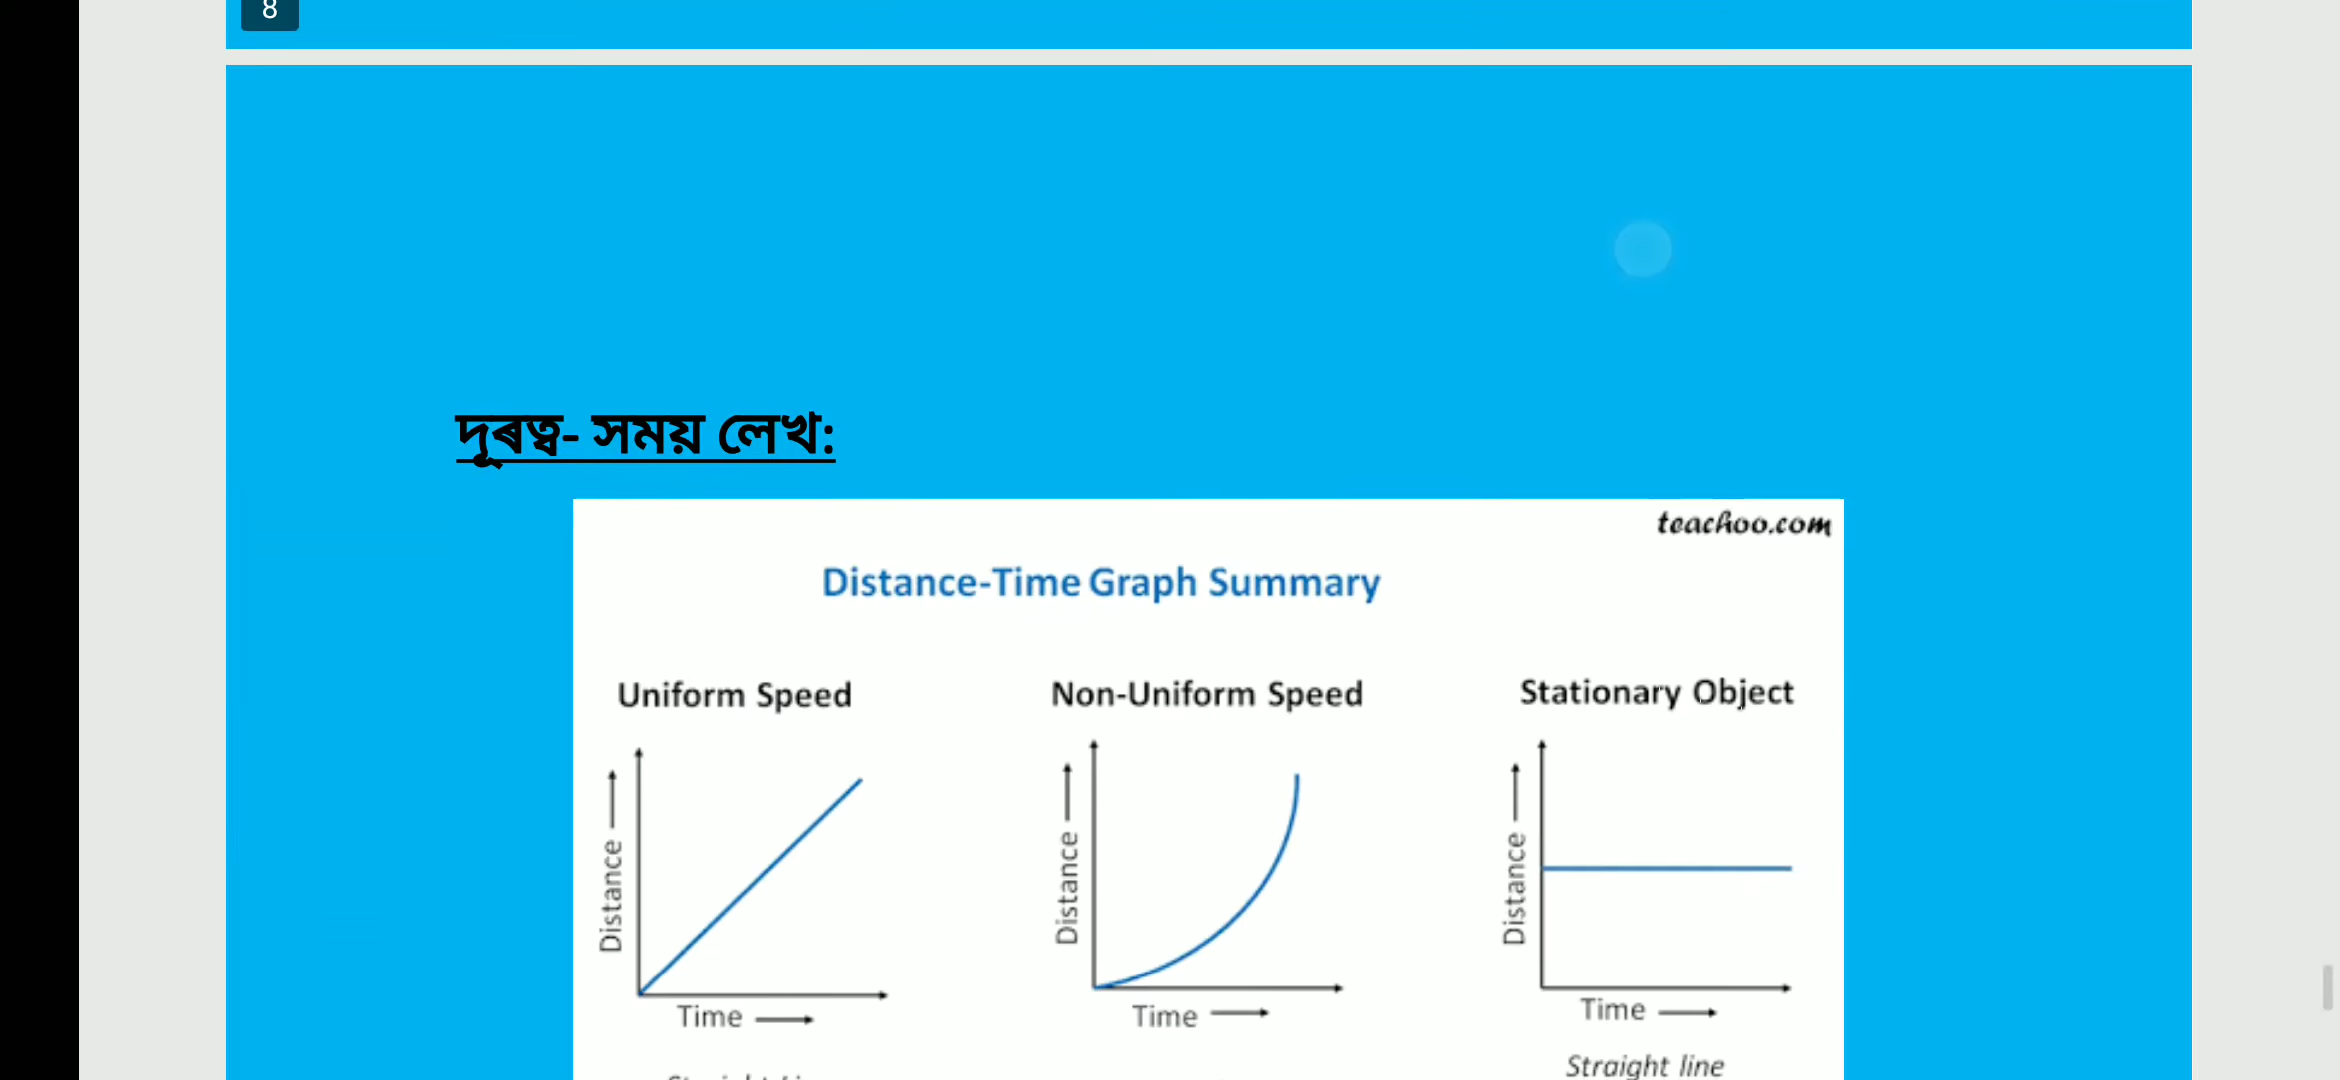 8
দূৰত্ব- সময় লেখ:
teachoo.com
Distance-Time Graph Summary
Uniform Speed
Non-Uniform Speed
Stationary Object
Distance
Time
Distance
Time
Distance
Time
Straight line